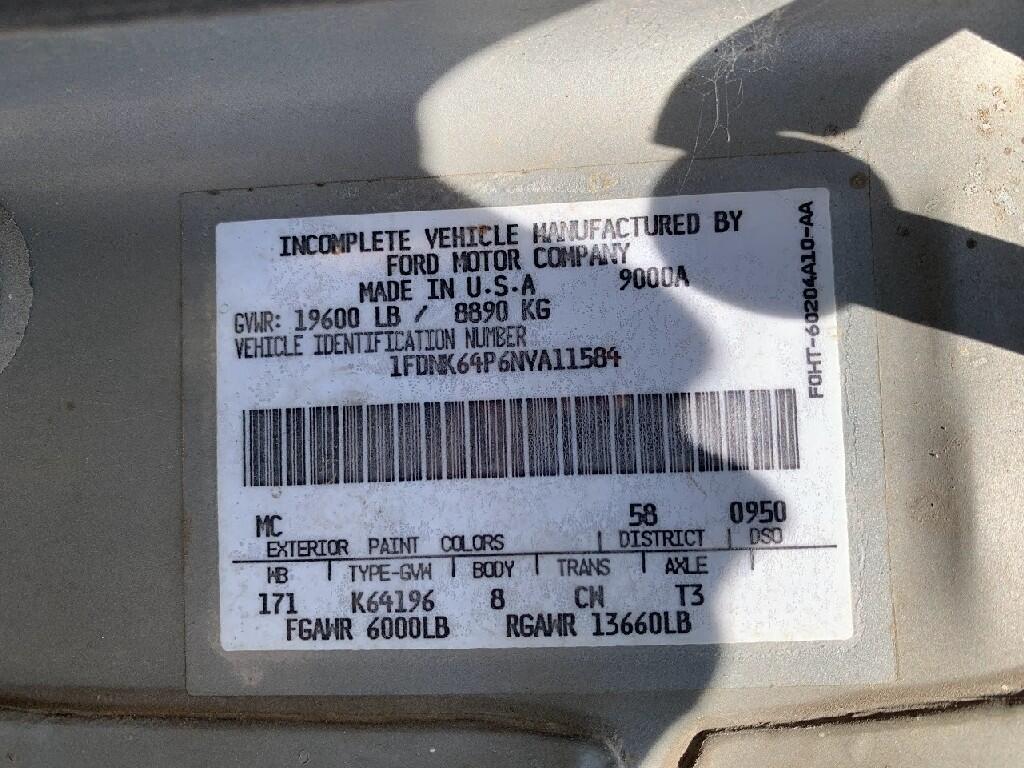 INCOMPLETE VEHICLE MANUFACTURED BY
FORD MOTOR COMPANY
MADE IN U.S.A 9000A
GVWR: 19600 LB / 8890 KG
VEHICLE IDENTIFICATION NUMBER
1FDNK64P6NVA11584
F0HT-60204A10-AA
MC 58 0950
EXTERIOR PAINT COLORS | DISTRICT | DSO
WB | TYPE-GVW | BODY | TRANS | AXLE
171 K64196 8 CW T3
FGAWR 6000LB RGAWR 13660LB